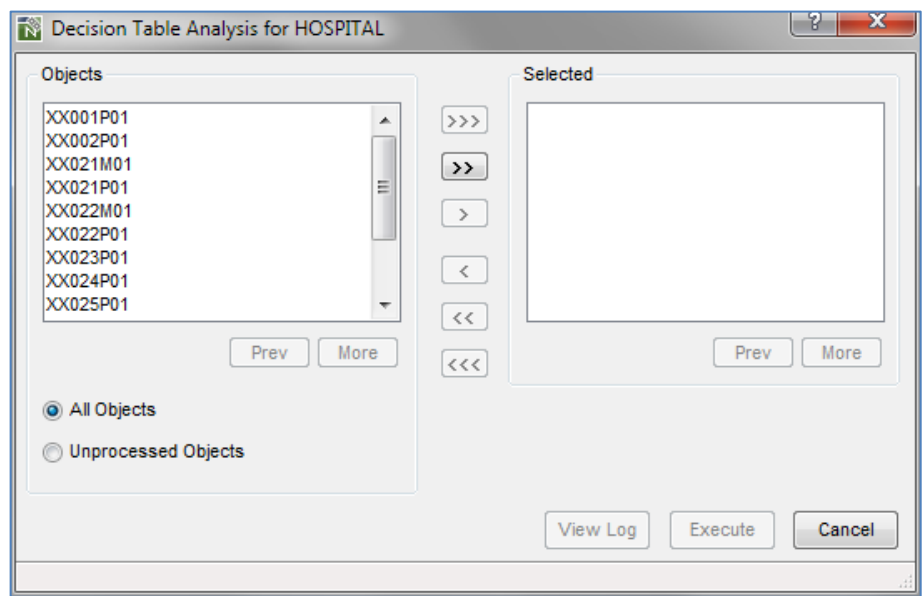 Decision Table Analysis for HOSPITAL
Objects
XX001P01
XX002P01
XX021M01
XX021P01
XX022M01
XX022P01
XX023P01
XX024P01
XX025P01
Prev More
All Objects
Unprocessed Objects
>>>
>>
>
<
<<
<<<
Selected
Prev More
View Log Execute Cancel